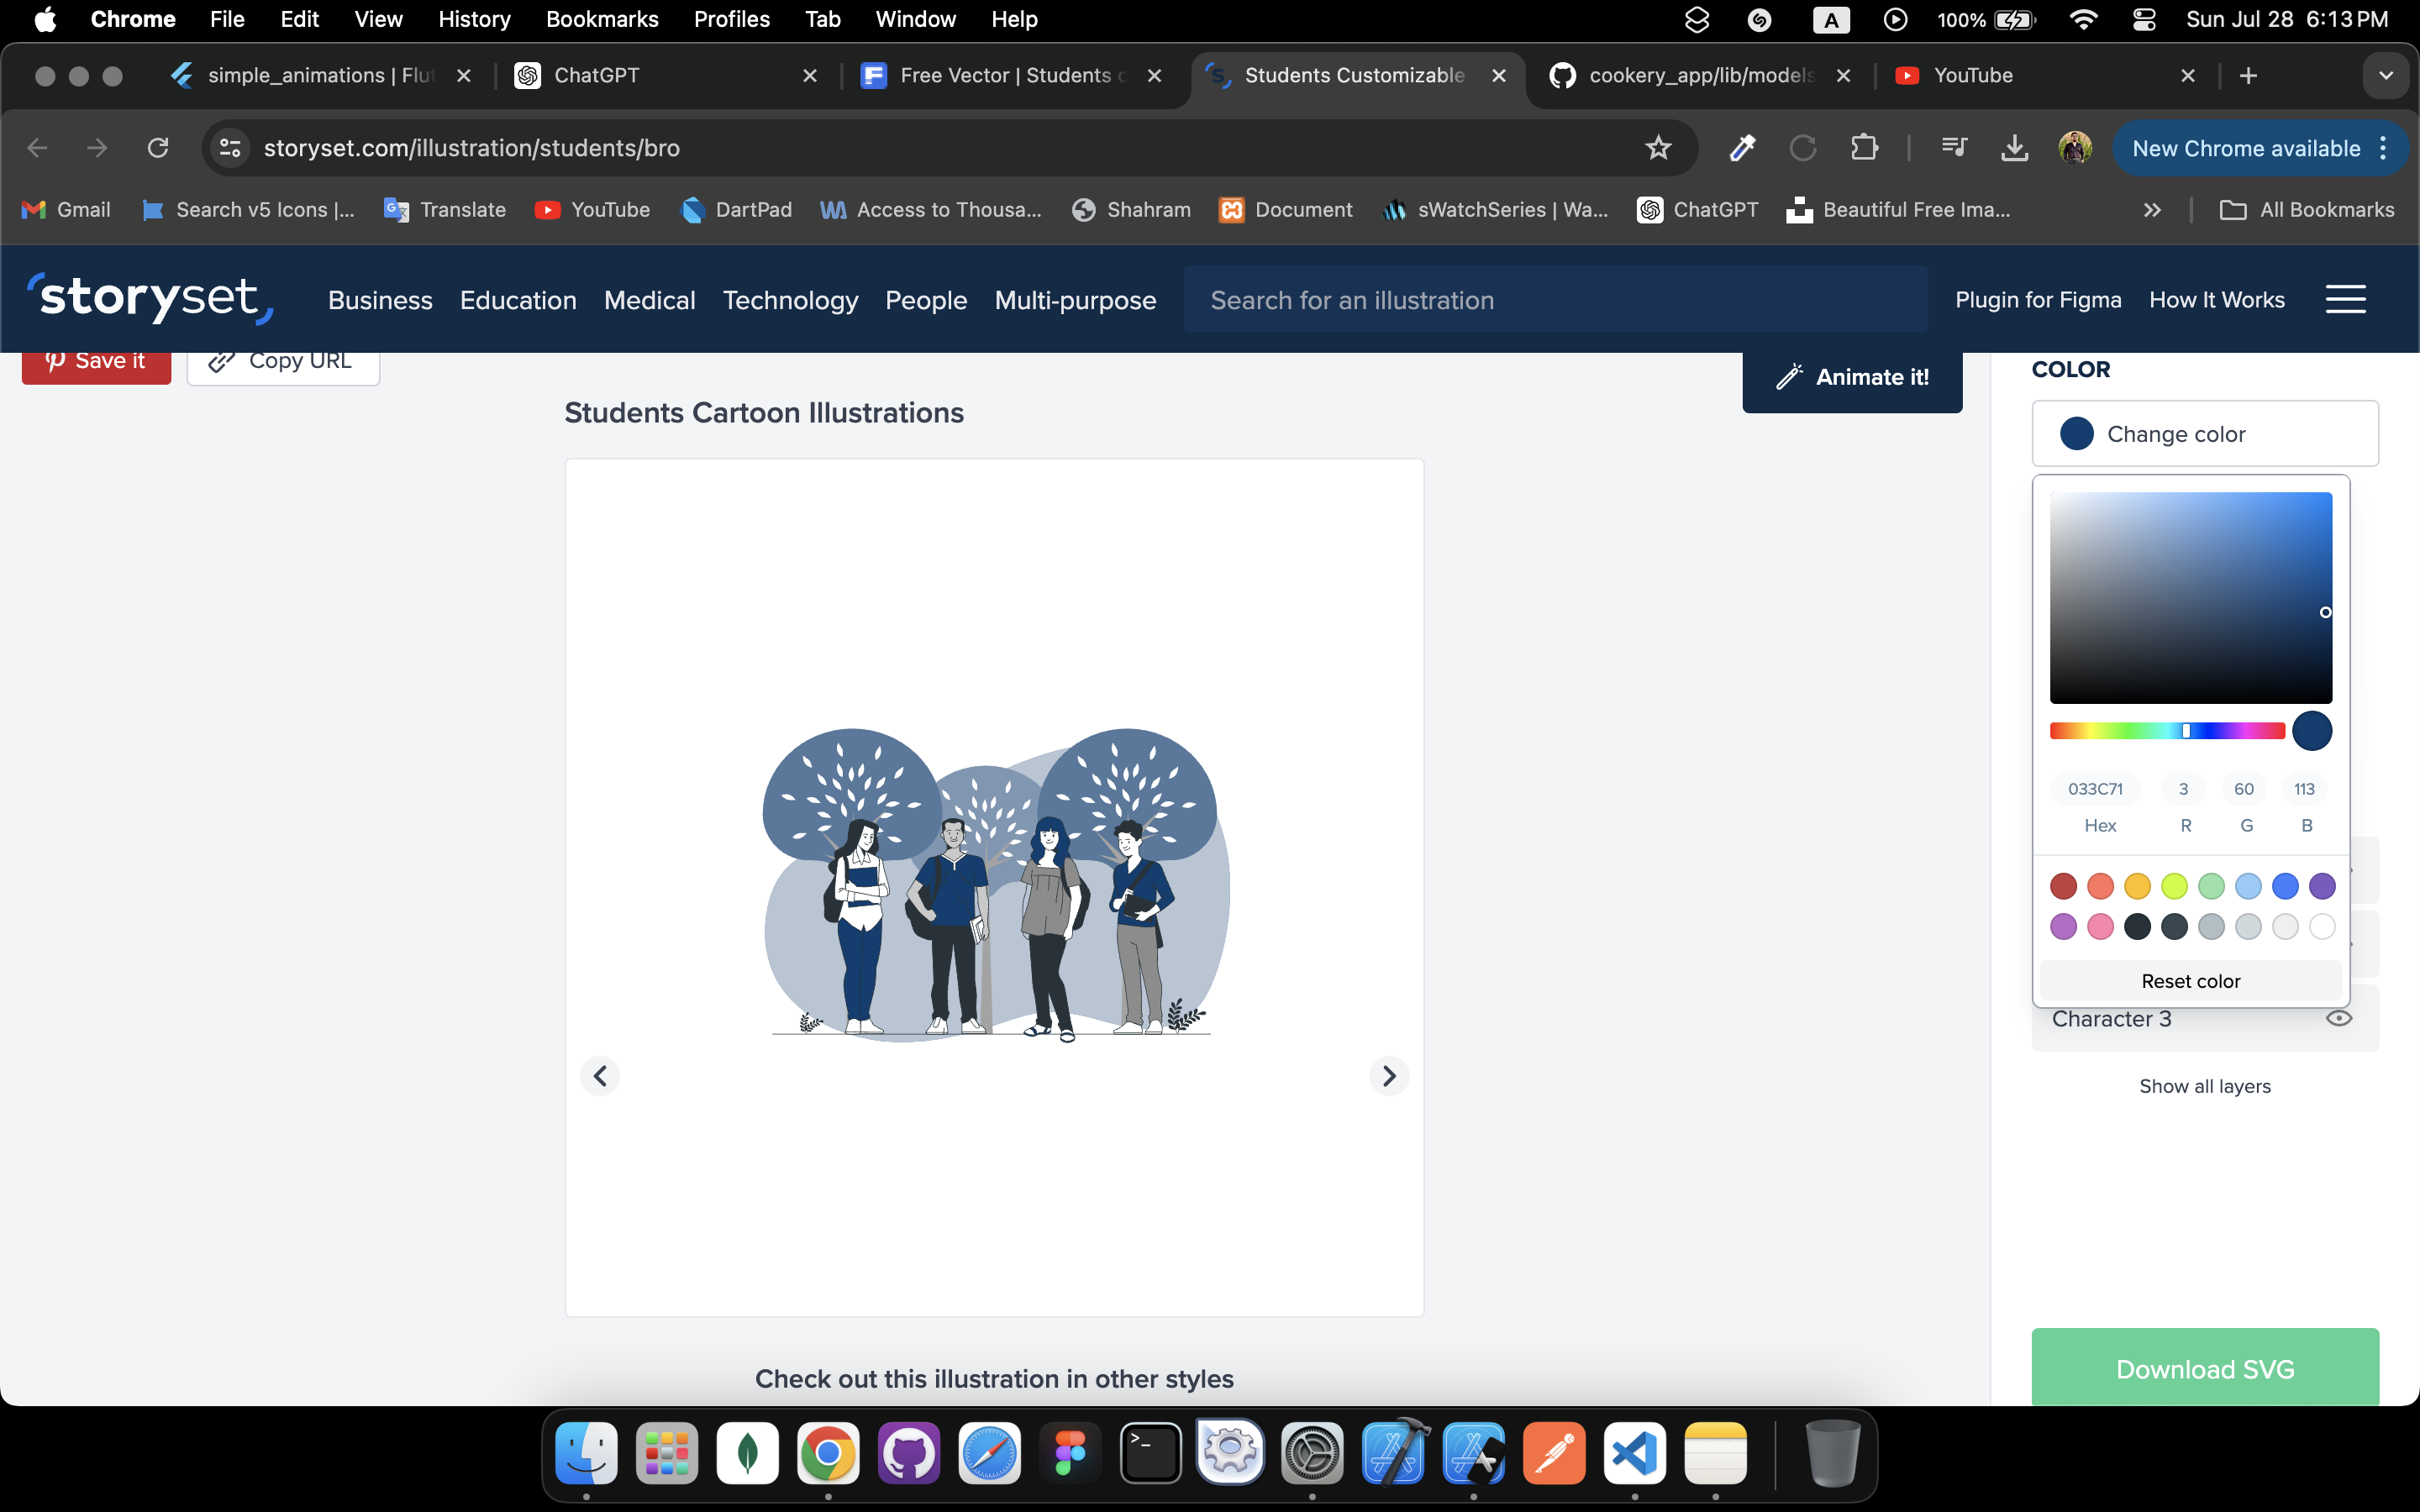 Chrome File Edit View History Bookmarks Profiles Tab Window Help A 100% Sun Jul 28 6:13 PM
simple_animations | Flut ChatGPT Free Vector | Students c Students Customizable cookery_app/lib/models YouTube
storyset.com/illustration/students/bro New Chrome available
Gmail Search v5 Icons |... Translate YouTube DartPad Access to Thousa... Shahram Document sWatchSeries | Wa... ChatGPT Beautiful Free Ima... All Bookmarks
storyset Business Education Medical Technology People Multi-purpose Search for an illustration Plugin for Figma How It Works
Save it Copy URL
Animate it!
Students Cartoon Illustrations
COLOR
Change color
033C71 3 60 113
Hex R G B
Reset color
Character 3
Show all layers
Check out this illustration in other styles
Download SVG